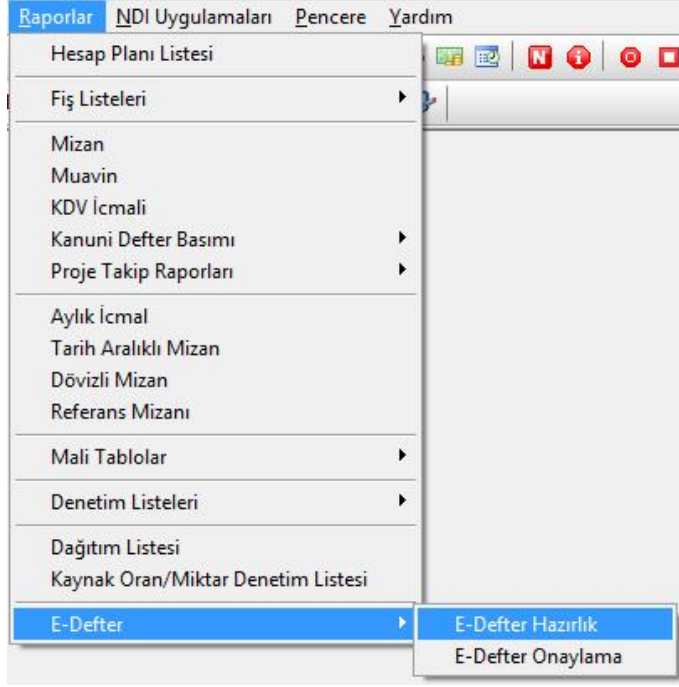 Raporlar NDI Uygulamaları Pencere Yardım
Hesap Planı Listesi
Fiş Listeleri
Mizan
Muavin
KDV İcmali
Kanuni Defter Basımı
Proje Takip Raporları
Aylık İcmal
Tarih Aralıklı Mizan
Dövizli Mizan
Referans Mizanı
Mali Tablolar
Denetim Listeleri
Dağıtım Listesi
Kaynak Oran/Miktar Denetim Listesi
E-Defter
E-Defter Hazırlık
E-Defter Onaylama